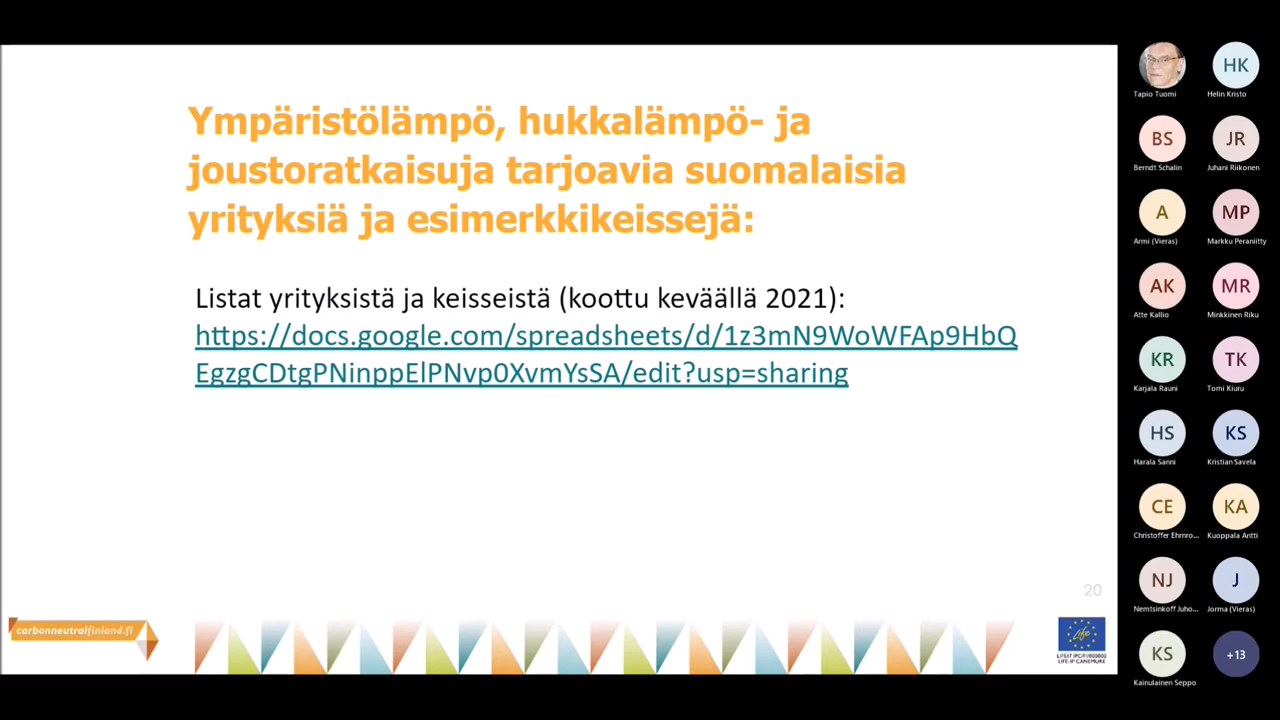 Ympäristölämpö, hukkalämpö- ja
joustoratkaisuja tarjoavia suomalaisia
yrityksiä ja esimerkkikeissejä:
Listat yrityksistä ja keisseistä (koottu keväällä 2021):
https://docs.google.com/spreadsheets/d/1z3mN9WoWFAp9HbQ
EgzgCDtgPNinppElPNvp0XvmYsSA/edit?usp=sharing
20
carbonneutralfinland.fi
Life
LIFE17 IPC/FI/000002
LIFE-IP CANEMURE
HK
Tapio Tuomi
Helin Kristo
BS
JR
Berndt Schalin
Juhani Riikonen
A
MP
Armi (Vieras)
Markku Peraniitty
AK
MR
Atte Kallio
Minkkinen Riku
KR
TK
Karjala Rauni
Tomi Kiuru
HS
KS
Harala Sanni
Kristian Savela
CE
KA
Christoffer Ehrnro...
Kuoppala Antti
NJ
J
Nemtsinkoff Juho...
Jorma (Vieras)
KS
+13
Kainulainen Seppo